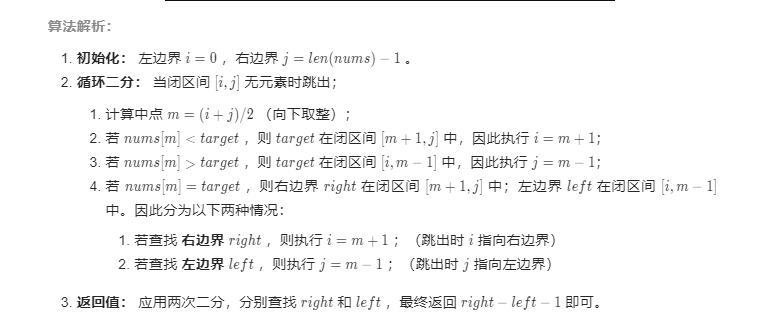 算法解析：
1. 初始化： 左边界 i = 0 ，右边界 j = len(nums) − 1 。
2. 循环二分： 当闭区间 [i, j] 无元素时跳出；
1. 计算中点 m = (i + j)/2 （向下取整）；
2. 若 nums[m] < target ，则 target 在闭区间 [m + 1, j] 中，因此执行 i = m + 1；
3. 若 nums[m] > target ，则 target 在闭区间 [i, m − 1] 中，因此执行 j = m − 1；
4. 若 nums[m] = target ，则右边界 right 在闭区间 [m + 1, j] 中；左边界 left 在闭区间 [i, m − 1]
中。因此分为以下两种情况：
1. 若查找 右边界 right ，则执行 i = m + 1 ；（跳出时 i 指向右边界）
2. 若查找 左边界 left ，则执行 j = m − 1 ；（跳出时 j 指向左边界）
3. 返回值： 应用两次二分，分别查找 right 和 left ，最终返回 right − left − 1 即可。